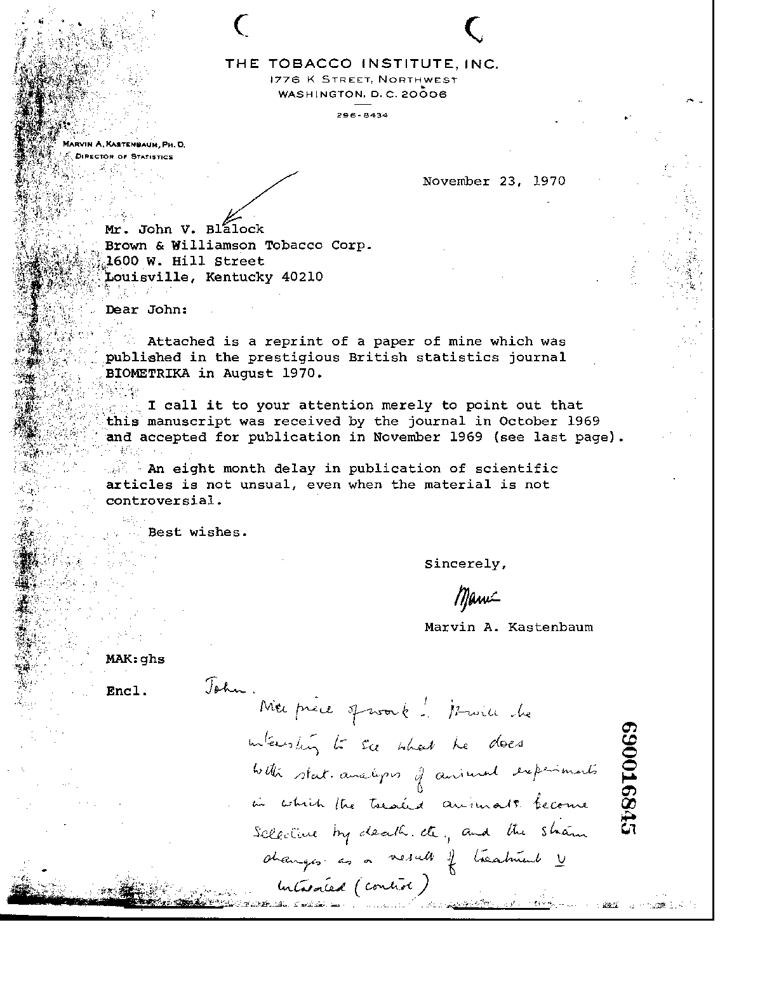 THE TOBACCO INSTITUTE, INC.
1776 K STREET, NORTHWEST
WASHINGTON, D. C. 20006
296-8434
MARVIN A. KASTENBAUM, PH. D.
DIRECTOR OF STATISTICS
November 23, 1970
Mr. John V. Blalock
Brown & Williamson Tobacco Corp.
1600 W. Hill Street
Louisville, Kentucky 40210
Dear John:
Attached is a reprint of a paper of mine which was
published in the prestigious British statistics journal
BIOMETRIKA in August 1970.
I call it to your attention merely to point out that
this manuscript was received by the journal in October 1969
and accepted for publication in November 1969 (see last page).
An eight month delay in publication of scientific
articles is not unsual, even when the material is not
controversial.
Best wishes.
Sincerely,
Marvin A. Kastenbaum
MAK:ghs
Encl.
John.
Nice piece of work! It will be
interesting to see what he does
with stat. analysis of animal experiments
in which the treated animals become
selective by death. etc., and the strain
changes as a result of treatment v
untreated (control)
690016845